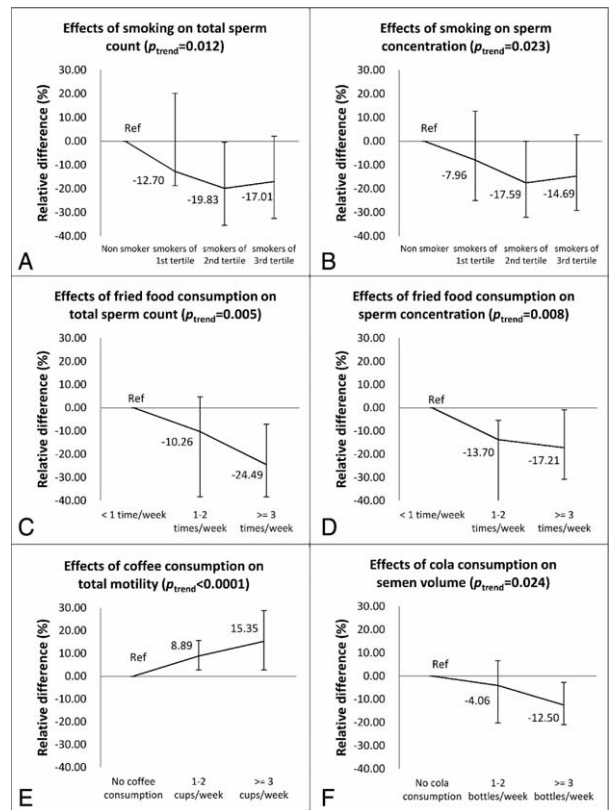 Effects of smoking on total sperm
count (ptrend=0.012)
30.00
20.00
10.00
0.00
-10.00
-20.00
-30.00
-40.00
Relative difference (%)
Ref
-12.70
-19.83
-17.01
Non smoker
smokers of
1st tertile
smokers of
2nd tertile
smokers of
3rd tertile
A
Effects of smoking on sperm
concentration (ptrend=0.023)
30.00
20.00
10.00
0.00
-10.00
-20.00
-30.00
-40.00
Relative difference (%)
Ref
-7.96
-17.59
-14.69
Non smoker
smokers of
1st tertile
smokers of
2nd tertile
smokers of
3rd tertile
B
Effects of fried food consumption on
total sperm count (ptrend=0.005)
30.00
20.00
10.00
0.00
-10.00
-20.00
-30.00
-40.00
Relative difference (%)
Ref
-10.26
-24.49
< 1 time/week
1-2
times/week
>= 3
times/week
C
Effects of fried food consumption on
sperm concentration (ptrend=0.008)
30.00
20.00
10.00
0.00
-10.00
-20.00
-30.00
-40.00
Relative difference (%)
Ref
-13.70
-17.21
< 1 time/week
1-2
times/week
>= 3
times/week
D
Effects of coffee consumption on
total motility (ptrend<0.0001)
30.00
20.00
10.00
0.00
-10.00
-20.00
-30.00
-40.00
Relative difference (%)
Ref
8.89
15.35
No coffee
consumption
1-2
cups/week
>= 3
cups/week
E
Effects of cola consumption on
semen volume (ptrend=0.024)
30.00
20.00
10.00
0.00
-10.00
-20.00
-30.00
-40.00
Relative difference (%)
Ref
-4.06
-12.50
No cola
consumption
1-2
bottles/week
>= 3
bottles/week
F